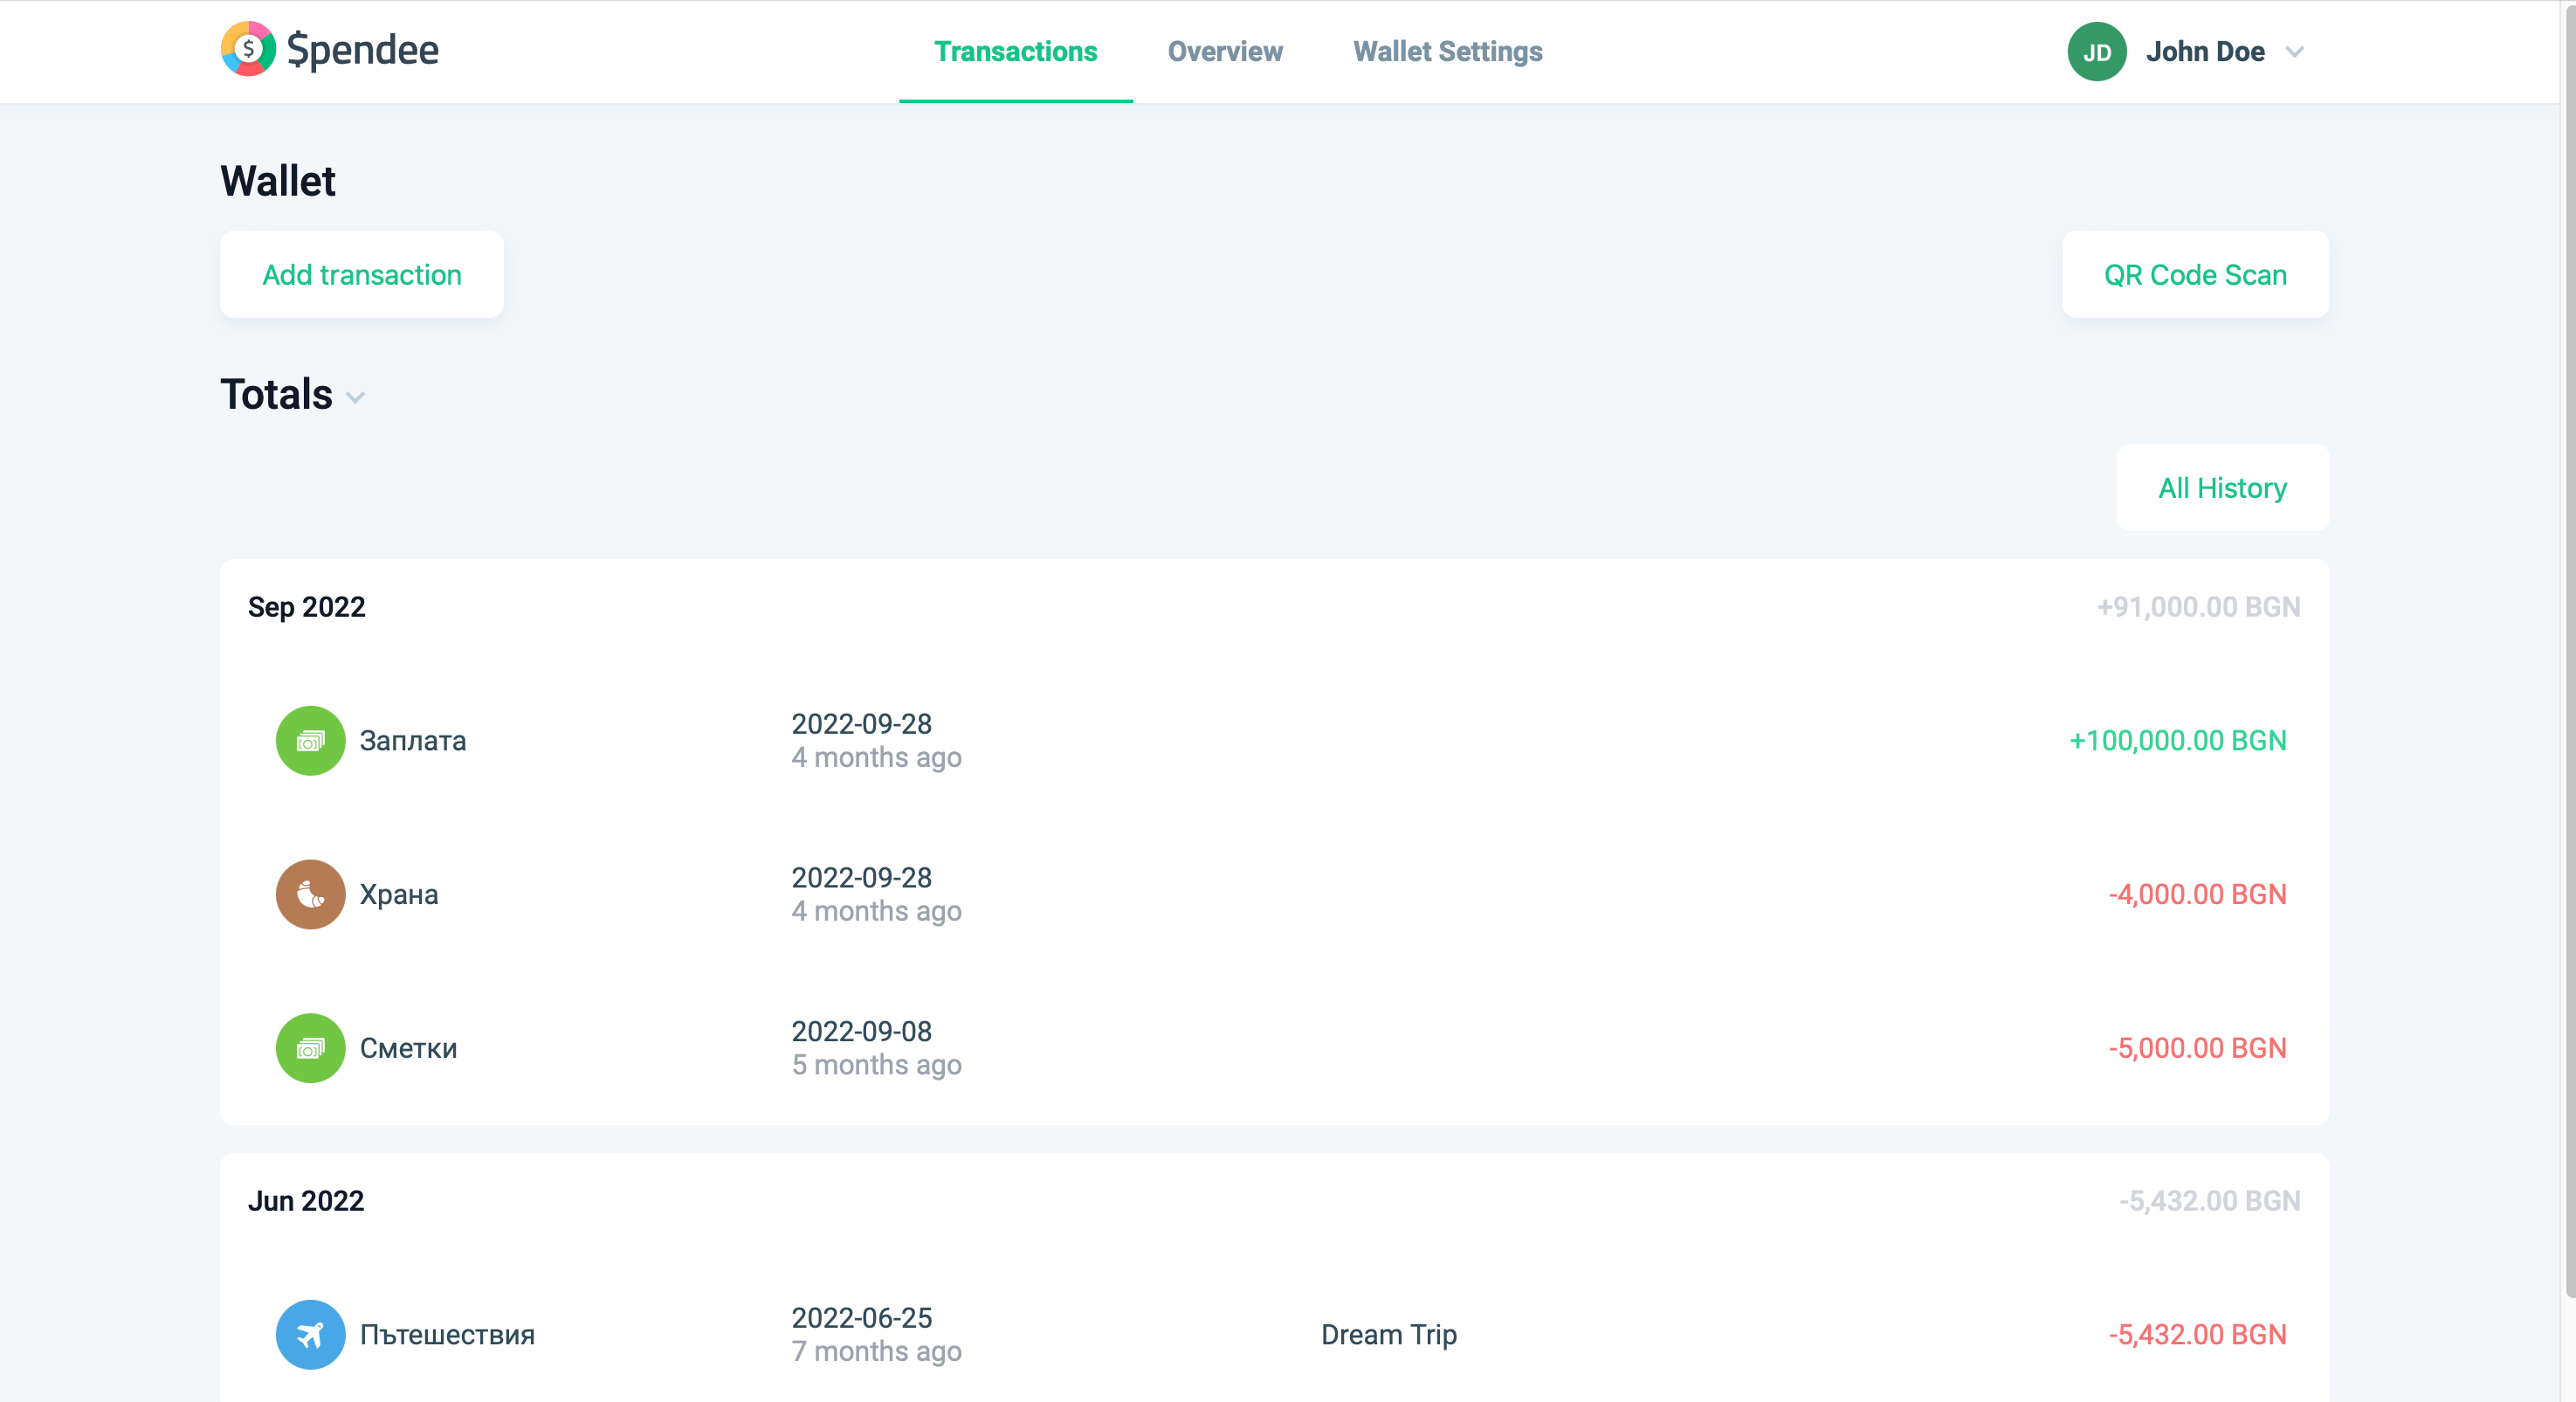 $
Spendee
Transactions
Overview
Wallet Settings
JD
John Doe
Wallet
Add transaction
QR Code Scan
Totals
All History
Sep 2022
+91,000.00 BGN
Заплата
2022-09-28
4 months ago
+100,000.00 BGN
Храна
2022-09-28
4 months ago
-4,000.00 BGN
Сметки
2022-09-08
5 months ago
-5,000.00 BGN
Jun 2022
-5,432.00 BGN
Пътешествия
2022-06-25
7 months ago
Dream Trip
-5,432.00 BGN